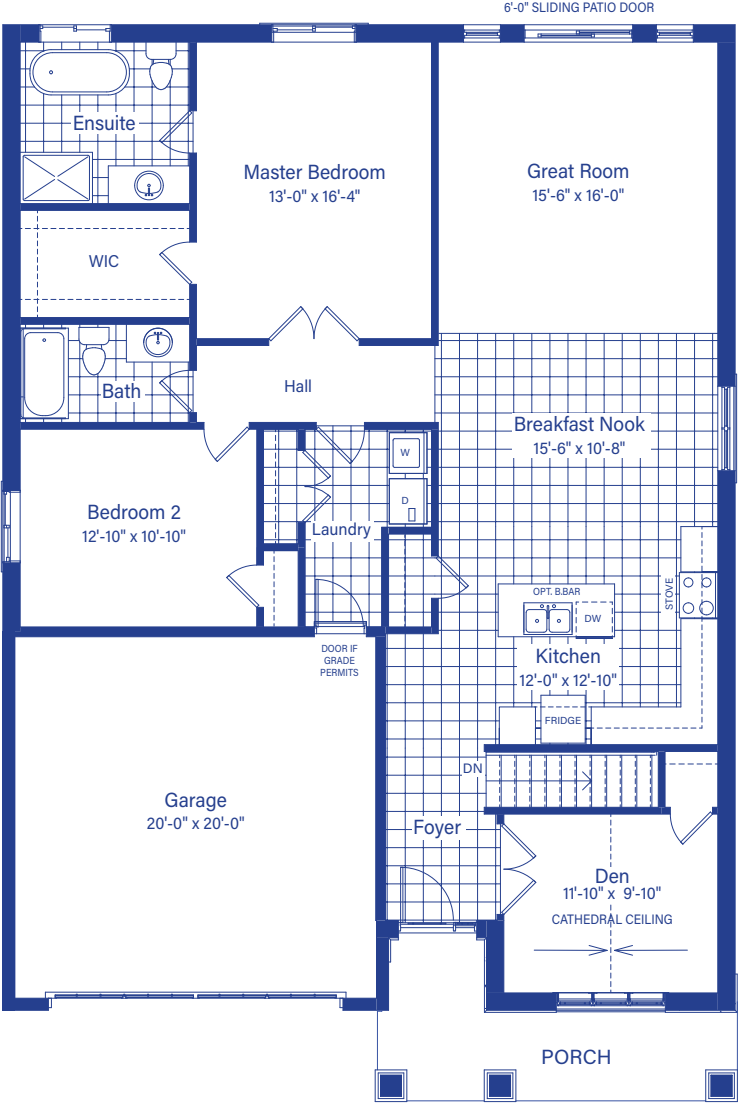 6'-0" SLIDING PATIO DOOR
Ensuite
Master Bedroom
13'-0" x 16'-4"
Great Room
15'-6" x 16'-0"
WIC
Bath
Hall
Breakfast Nook
15'-6" x 10'-8"
W
D
Bedroom 2
12'-10" x 10'-10"
Laundry
STOVE
OPT. B.BAR
DW
DOOR IF
GRADE
PERMITS
Kitchen
12'-0" x 12'-10"
FRIDGE
DN
Garage
20'-0" x 20'-0"
Foyer
Den
11'-10" x 9'-10"
CATHEDRAL CEILING
PORCH